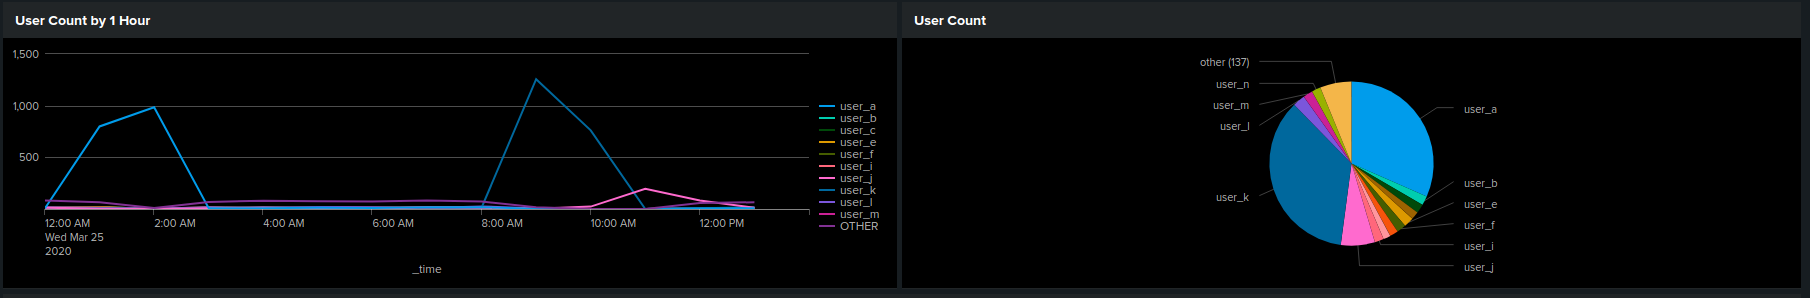 User Count by 1 Hour
1,500
1,000
500
12:00 AM
Wed Mar 25
2020
2:00 AM
4:00 AM
6:00 AM
8:00 AM
10:00 AM
12:00 PM
_time
user_a
user_b
user_c
user_e
user_f
user_i
user_j
user_k
user_l
user_m
OTHER
User Count
other (137)
user_n
user_m
user_l
user_k
user_a
user_b
user_e
user_f
user_i
user_j